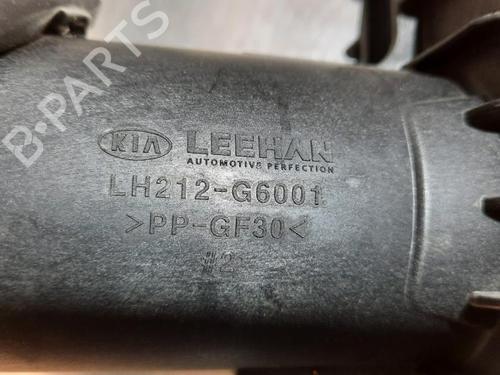 B-PARTS
KIA LEEHAN
AUTOMOTIVE PERFECTION
LH212-G6001
>PP-GF30<
#2